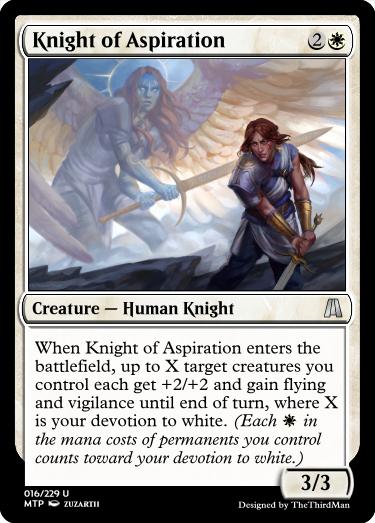 Knight of Aspiration 2
Creature — Human Knight
When Knight of Aspiration enters the
battlefield, up to X target creatures you
control each get +2/+2 and gain flying
and vigilance until end of turn, where X
is your devotion to white. (Each in
the mana costs of permanents you control
counts toward your devotion to white.)
3/3
016/229 U
MTP ZUZARTH Designed by TheThirdMan